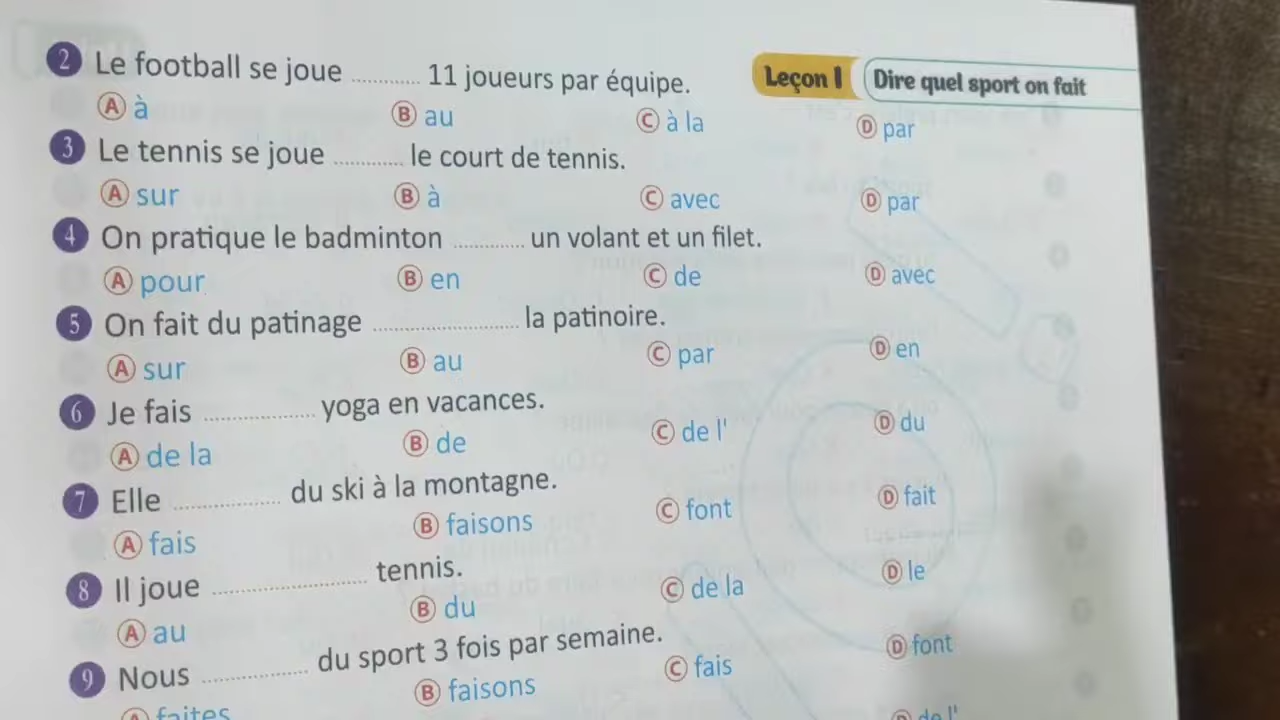 Leçon 1 Dire quel sport on fait
2 Le football se joue ............ 11 joueurs par équipe.
A à B au C à la D par
3 Le tennis se joue ............ le court de tennis.
A sur B à C avec D par
4 On pratique le badminton ............ un volant et un filet.
A pour B en C de D avec
5 On fait du patinage ........................ la patinoire.
A sur B au C par D en
6 Je fais .................. yoga en vacances.
A de la B de C de l' D du
7 Elle .................. du ski à la montagne.
A fais B faisons C font D fait
8 Il joue .......................... tennis.
A au B du C de la D le
9 Nous .................. du sport 3 fois par semaine.
A faites B faisons C fais D font
D de l'